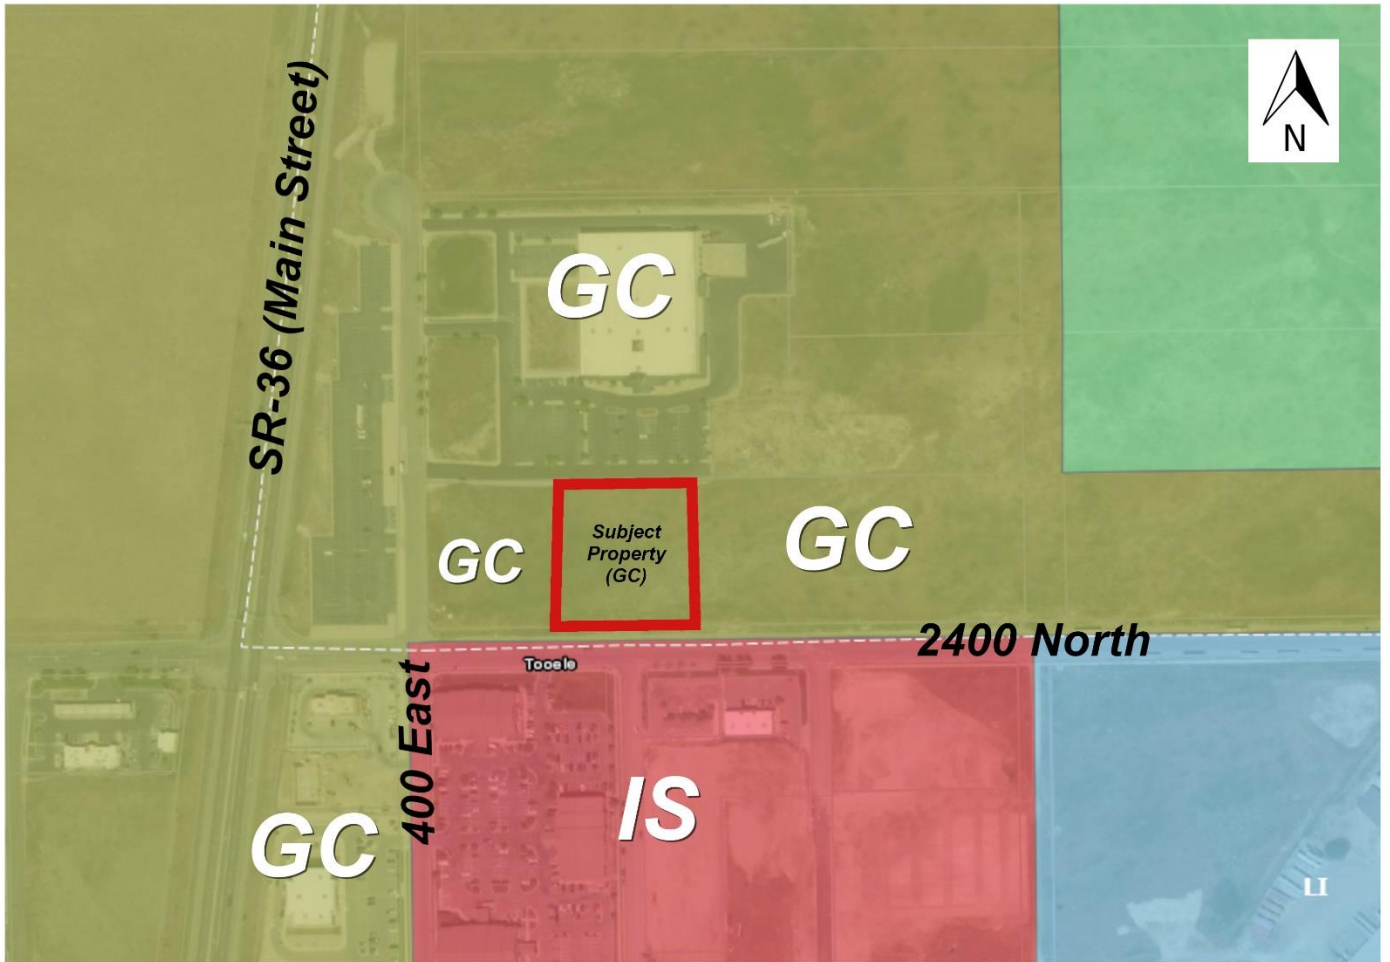 N
SR-36 (Main Street)
GC
GC
Subject
Property
(GC)
GC
2400 North
Tooele
400 East
IS
GC
LI